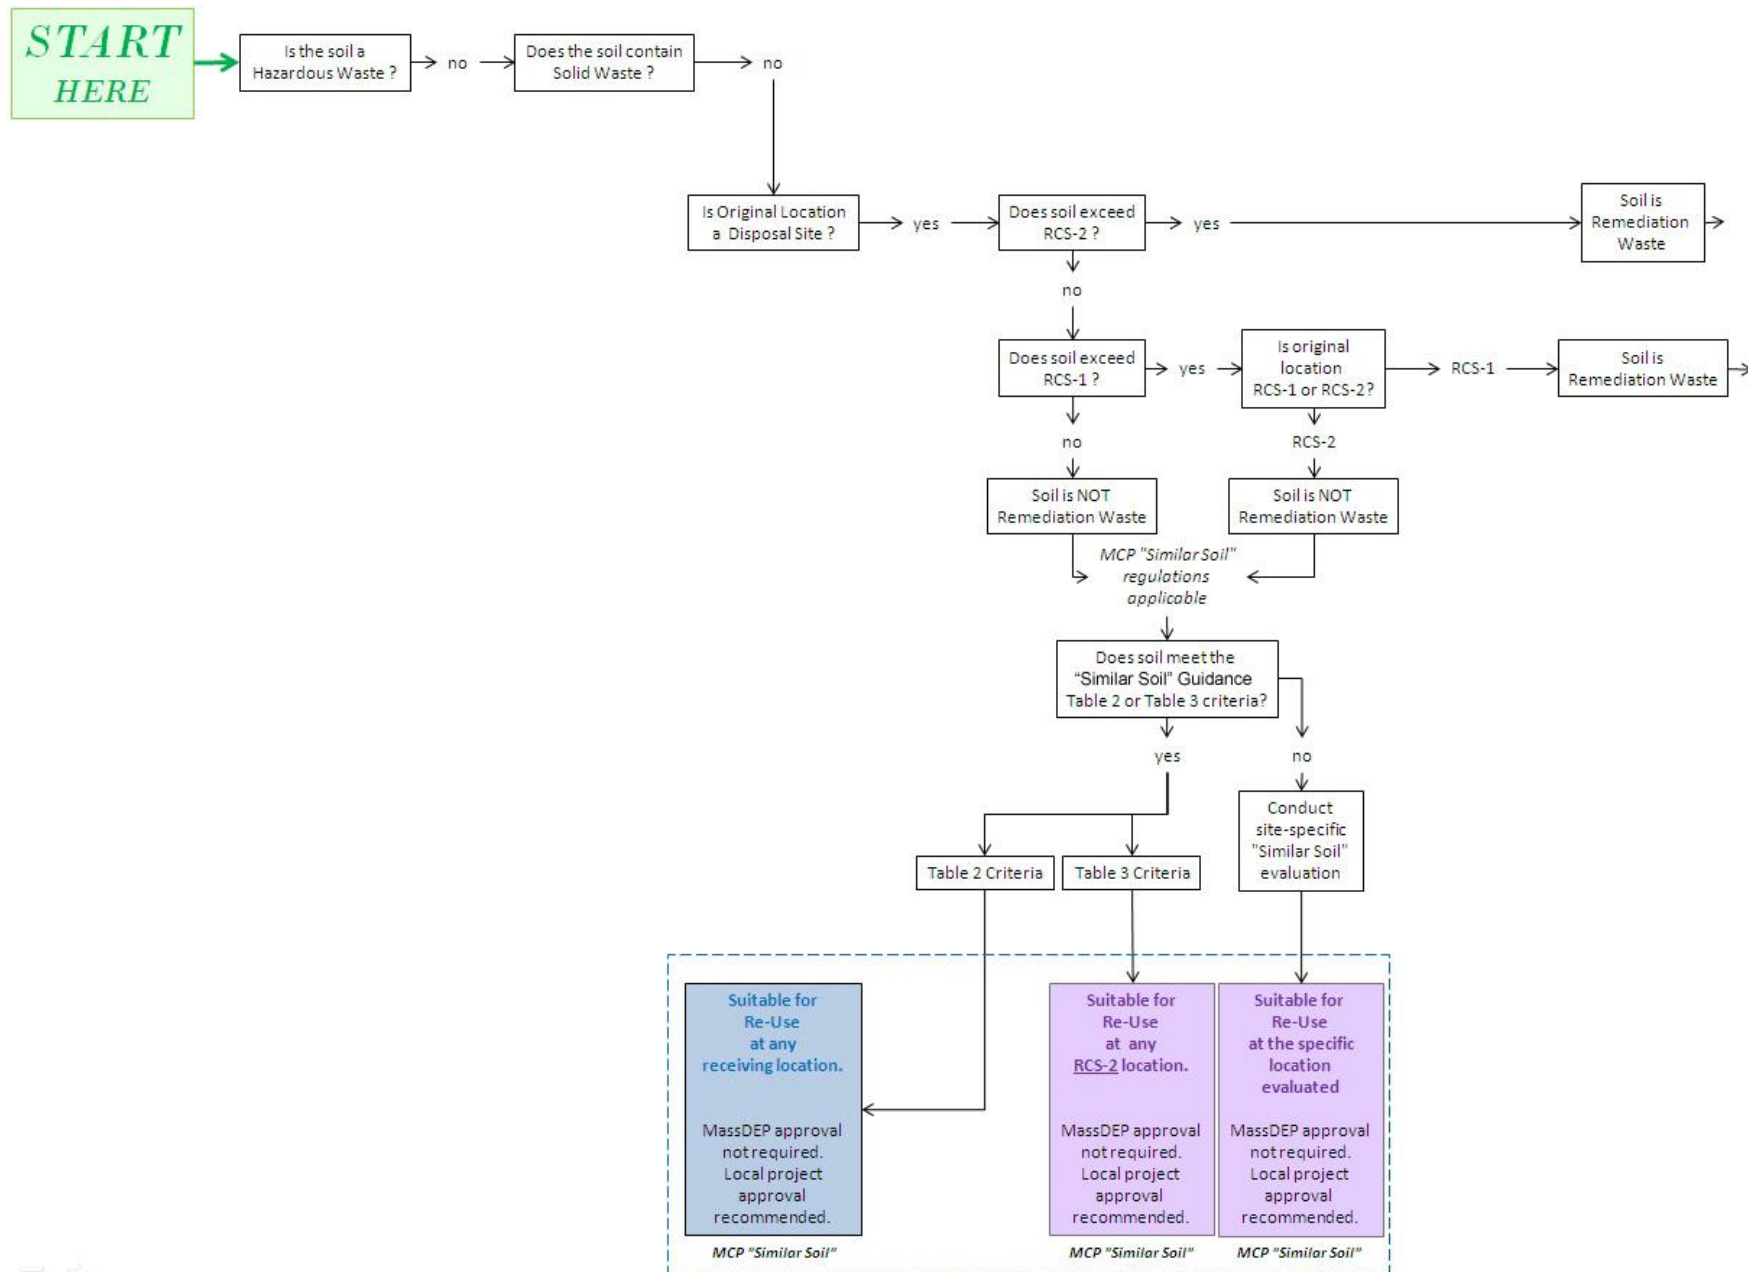 START
HERE
Is the soil a
Hazardous Waste ?
no
Does the soil contain
Solid Waste ?
no
Is Original Location
a Disposal Site ?
yes
Does soil exceed
RCS-2 ?
yes
Soil is
Remediation
Waste
no
Does soil exceed
RCS-1 ?
yes
Is original
location
RCS-1 or RCS-2?
RCS-1
Soil is
Remediation Waste
no
RCS-2
Soil is NOT
Remediation Waste
Soil is NOT
Remediation Waste
MCP "Similar Soil"
regulations
applicable
Does soil meet the
“Similar Soil” Guidance
Table 2 or Table 3 criteria?
yes
no
Conduct
site-specific
"Similar Soil"
evaluation
Table 2 Criteria
Table 3 Criteria
Suitable for
Re-Use
at any
receiving location.
MassDEP approval
not required.
Local project
approval
recommended.
MCP "Similar Soil"
Suitable for
Re-Use
at any
RCS-2 location.
MassDEP approval
not required.
Local project
approval
recommended.
MCP "Similar Soil"
Suitable for
Re-Use
at the specific
location
evaluated
MassDEP approval
not required.
Local project
approval
recommended.
MCP "Similar Soil"